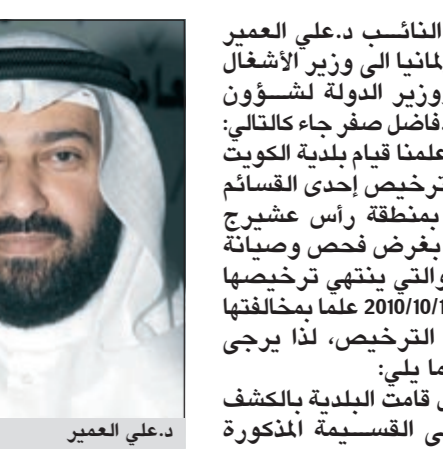 النائب د.علي العمير
لمانيا الى وزير الأشغال
وزير الدولة لشؤون
فاضل صفر جاء كالتالي:
علمنا قيام بلدية الكويت
ترخيص إحدى القسائم
بمنطقة رأس عشيرج
بغرض فحص وصيانة
والتي ينتهي ترخيصها
2010/10/1 علما بمخالفتها
الترخيص، لذا يرجى
ما يلي:
قامت البلدية بالكشف
القسيمة المذكورة
د.علي العمير